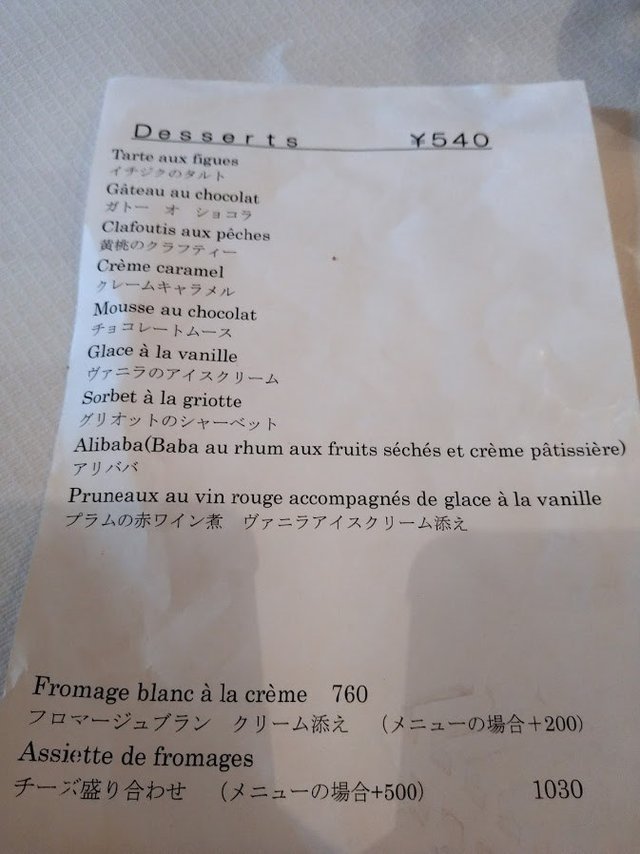 Desserts ¥540
Tarte aux figues
イチジクのタルト
Gâteau au chocolat
ガトー オ ショコラ
Clafoutis aux pêches
黄桃のクラフティー
Crème caramel
クレームキャラメル
Mousse au chocolat
チョコレートムース
Glace à la vanille
ヴァニラのアイスクリーム
Sorbet à la griotte
グリオットのシャーベット
Alibaba(Baba au rhum aux fruits séchés et crème pâtissière)
アリババ
Pruneaux au vin rouge accompagnés de glace à la vanille
プラムの赤ワイン煮 ヴァニラアイスクリーム添え
Fromage blanc à la crème 760
フロマージュブラン クリーム添え (メニューの場合+200)
Assiette de fromages
チーズ盛り合わせ (メニューの場合+500) 1030